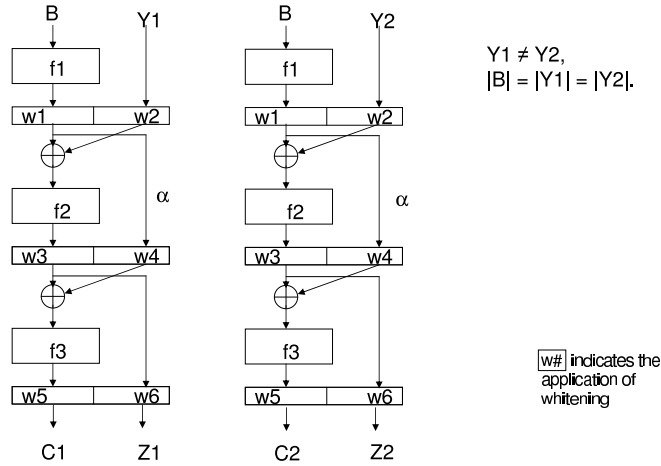 B Y1 B Y2
Y1 ≠ Y2,
|B| = |Y1| = |Y2|.
f1 f1
w1 w2 w1 w2
f2 α f2 α
w3 w4 w3 w4
f3 f3
w# indicates the
application of
whitening
w5 w6 w5 w6
C1 Z1 C2 Z2